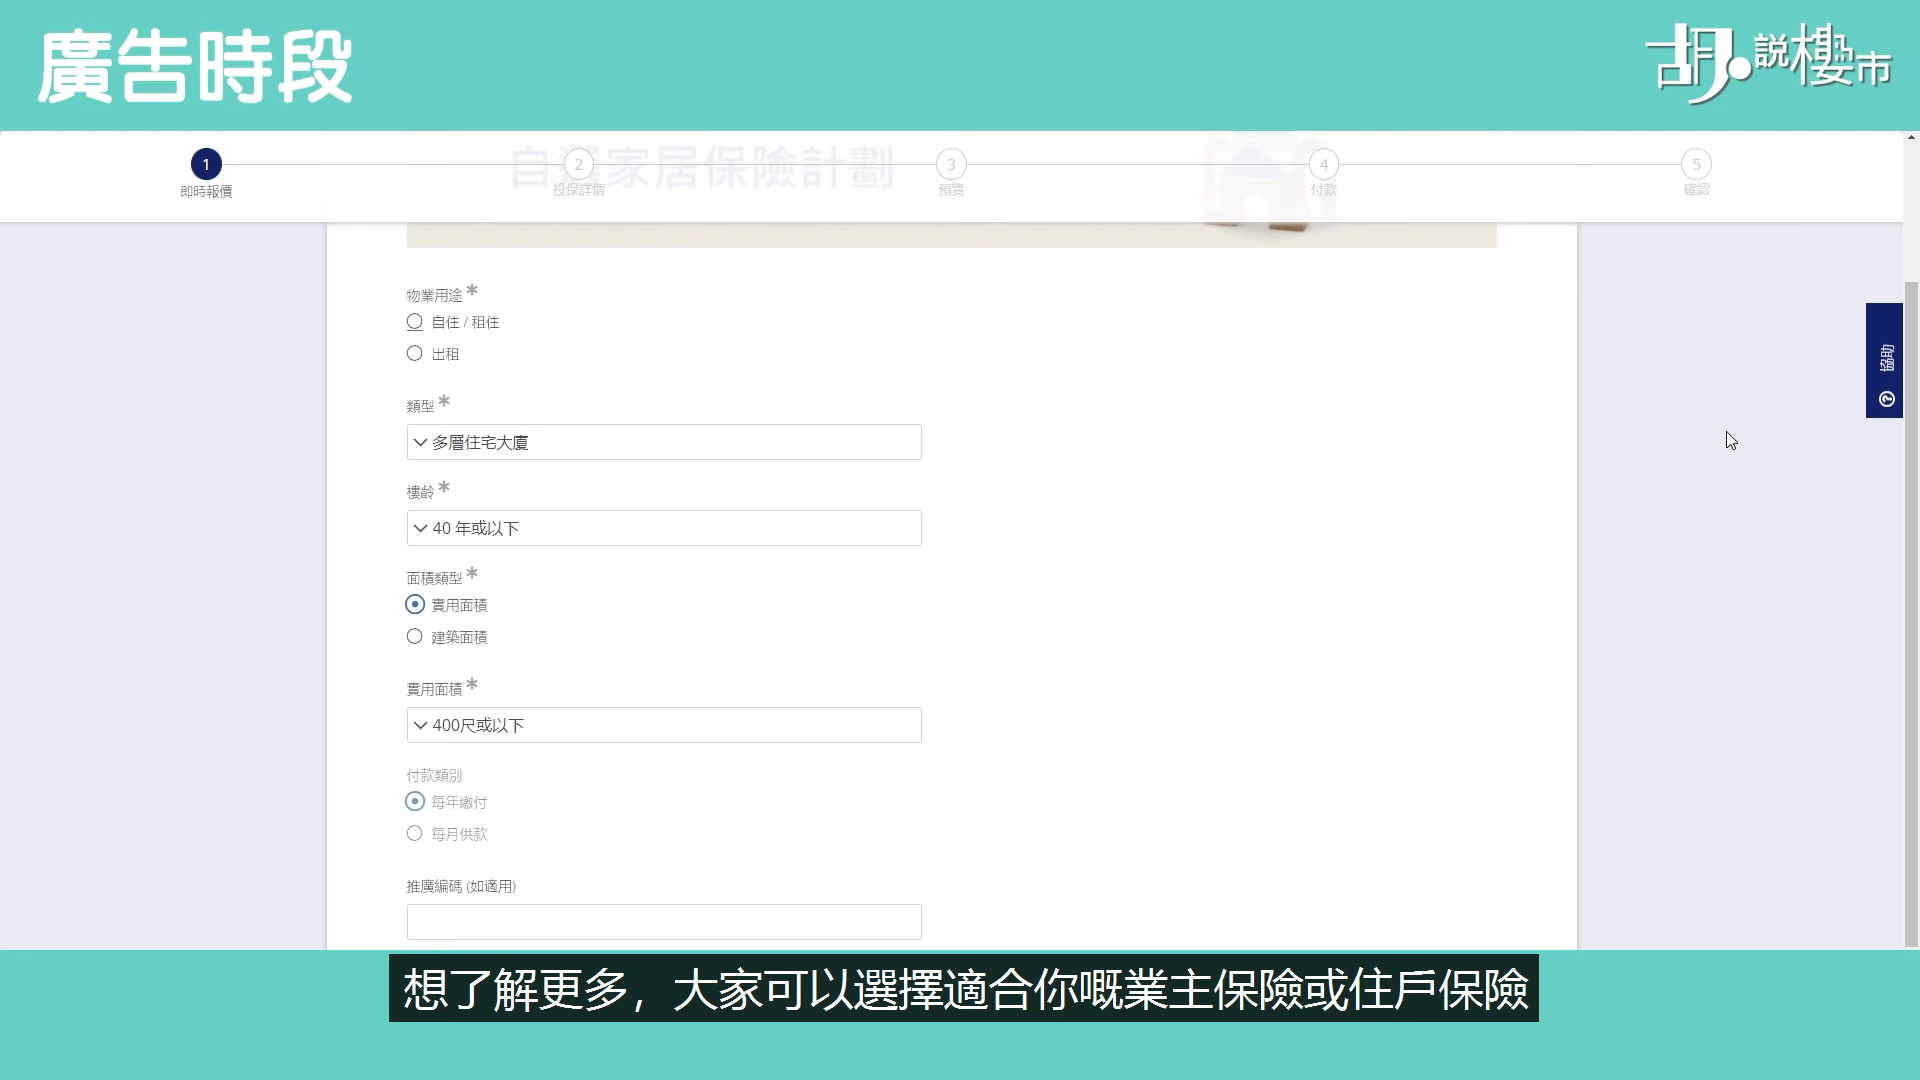 廣告時段
胡.説樓市
自選家居保險計劃
1
2
3
4
5
即時報價
投保詳情
預覽
付款
確認
物業用途*
自住 / 租住
出租
協助
類型*
多層住宅大廈
樓齡*
40 年或以下
面積類型*
實用面積
建築面積
實用面積*
400尺或以下
付款類別
每年繳付
每月供款
推廣編碼 (如適用)
想了解更多，大家可以選擇適合你嘅業主保險或住戶保險